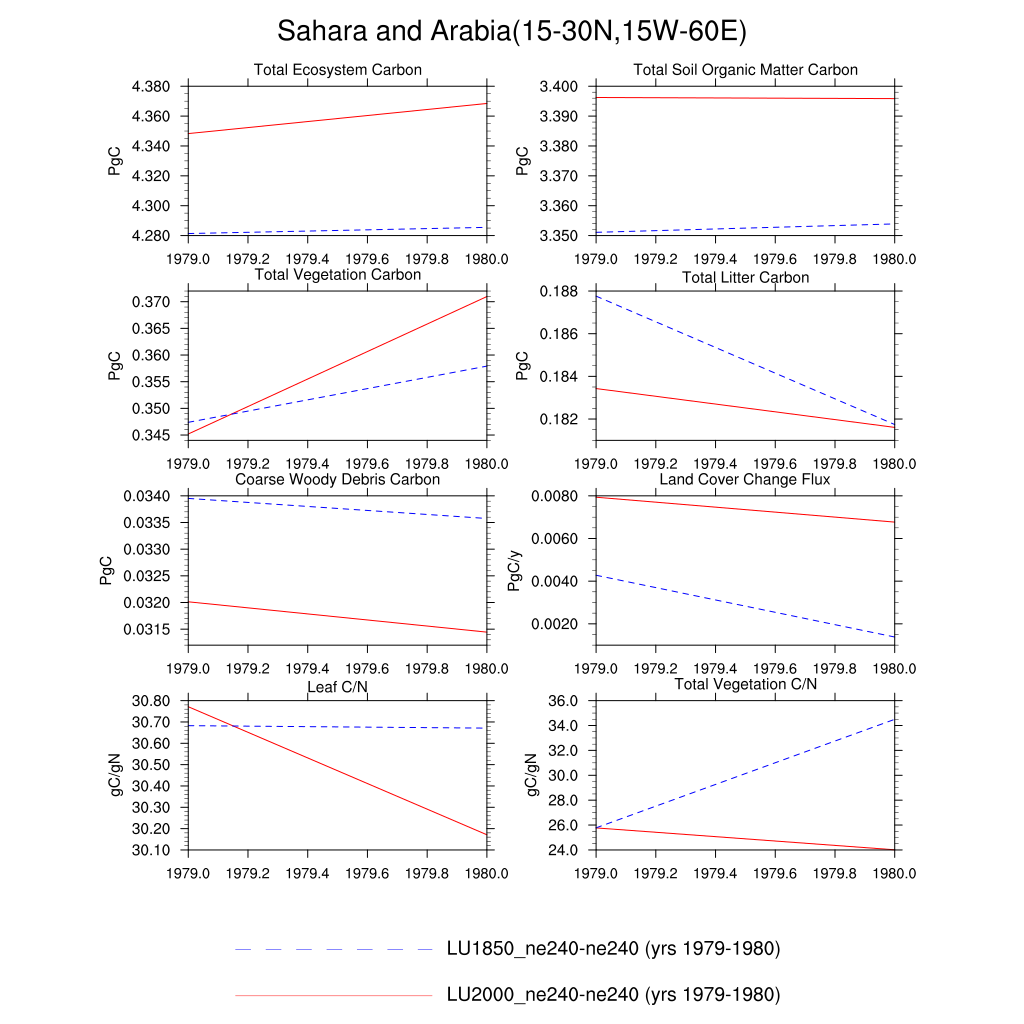 Sahara and Arabia(15-30N,15W-60E)
Total Ecosystem Carbon
4.380
4.360
4.340
4.320
4.300
4.280
PgC
1979.0 1979.2 1979.4 1979.6 1979.8 1980.0
Total Soil Organic Matter Carbon
3.400
3.390
3.380
3.370
3.360
3.350
PgC
1979.0 1979.2 1979.4 1979.6 1979.8 1980.0
Total Vegetation Carbon
0.370
0.365
0.360
0.355
0.350
0.345
PgC
1979.0 1979.2 1979.4 1979.6 1979.8 1980.0
Total Litter Carbon
0.188
0.186
0.184
0.182
PgC
1979.0 1979.2 1979.4 1979.6 1979.8 1980.0
Coarse Woody Debris Carbon
0.0340
0.0335
0.0330
0.0325
0.0320
0.0315
PgC
1979.0 1979.2 1979.4 1979.6 1979.8 1980.0
Land Cover Change Flux
0.0080
0.0060
0.0040
0.0020
PgC/y
1979.0 1979.2 1979.4 1979.6 1979.8 1980.0
Leaf C/N
30.80
30.70
30.60
30.50
30.40
30.30
30.20
30.10
gC/gN
1979.0 1979.2 1979.4 1979.6 1979.8 1980.0
Total Vegetation C/N
36.0
34.0
32.0
30.0
28.0
26.0
24.0
gC/gN
1979.0 1979.2 1979.4 1979.6 1979.8 1980.0
LU1850_ne240-ne240 (yrs 1979-1980)
LU2000_ne240-ne240 (yrs 1979-1980)